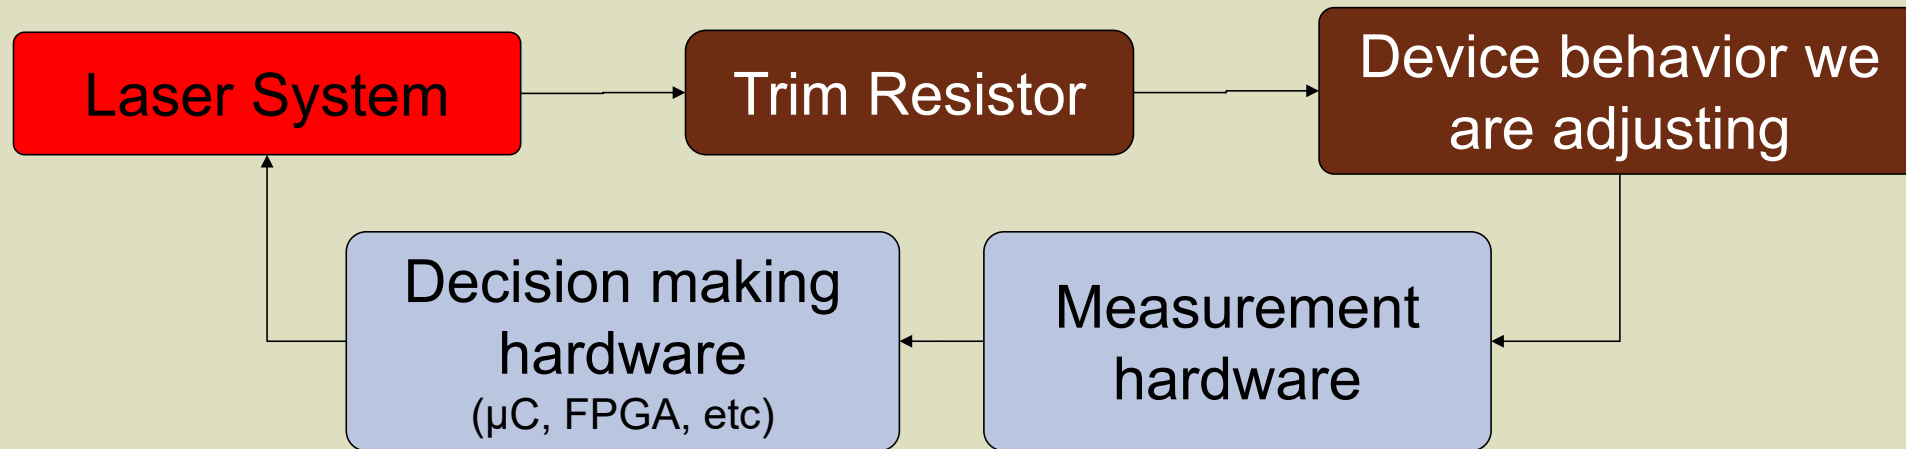 Laser System
Trim Resistor
Device behavior we
are adjusting
Decision making
hardware
(µC, FPGA, etc)
Measurement
hardware